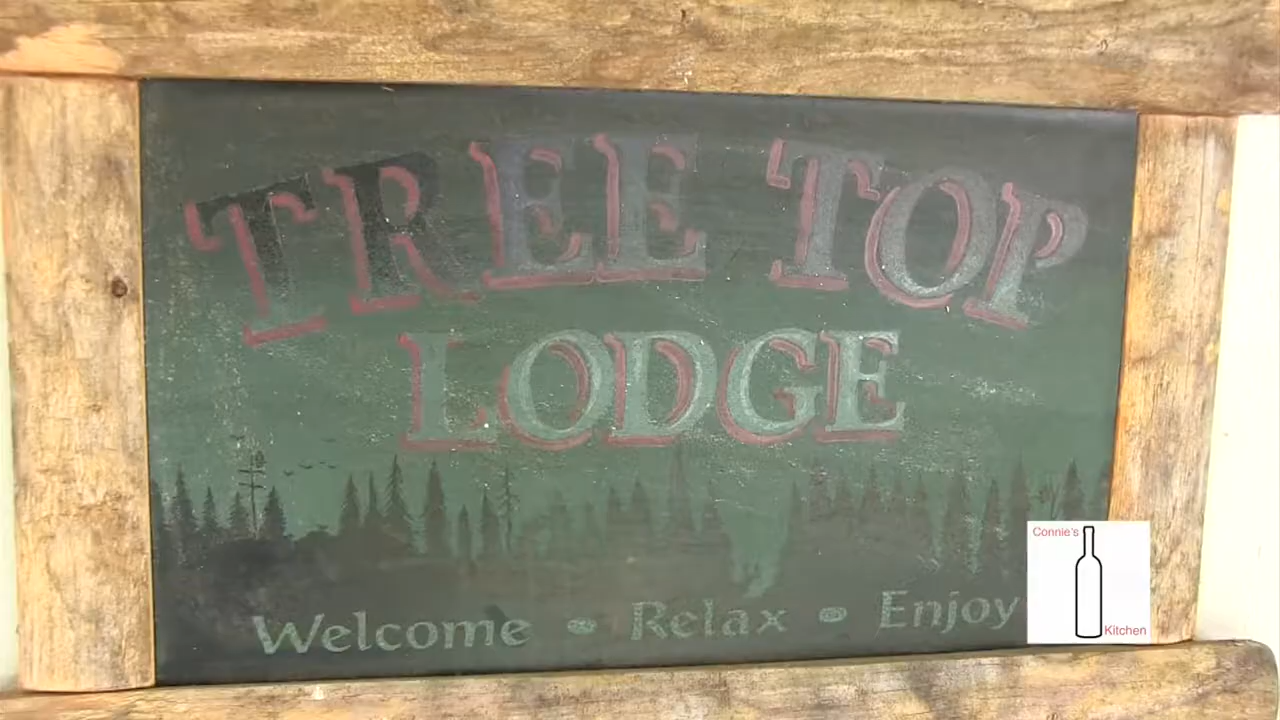 TREE TOP
LODGE
Welcome • Relax • Enjoy
Connie's
Kitchen